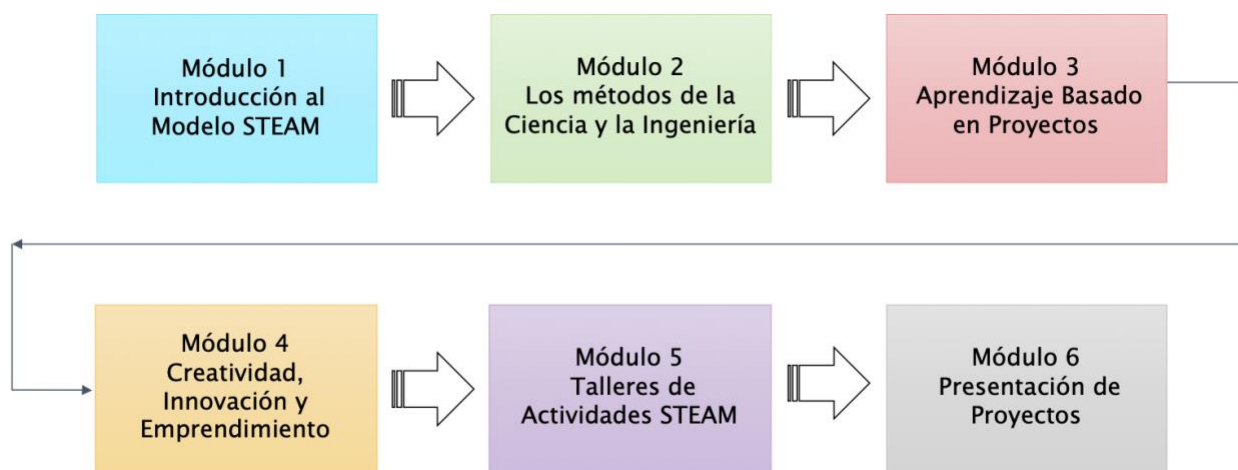 Módulo 1
Introducción al
Modelo STEAM
Módulo 2
Los métodos de la
Ciencia y la Ingeniería
Módulo 3
Aprendizaje Basado
en Proyectos
Módulo 4
Creatividad,
Innovación y
Emprendimiento
Módulo 5
Talleres de
Actividades STEAM
Módulo 6
Presentación de
Proyectos